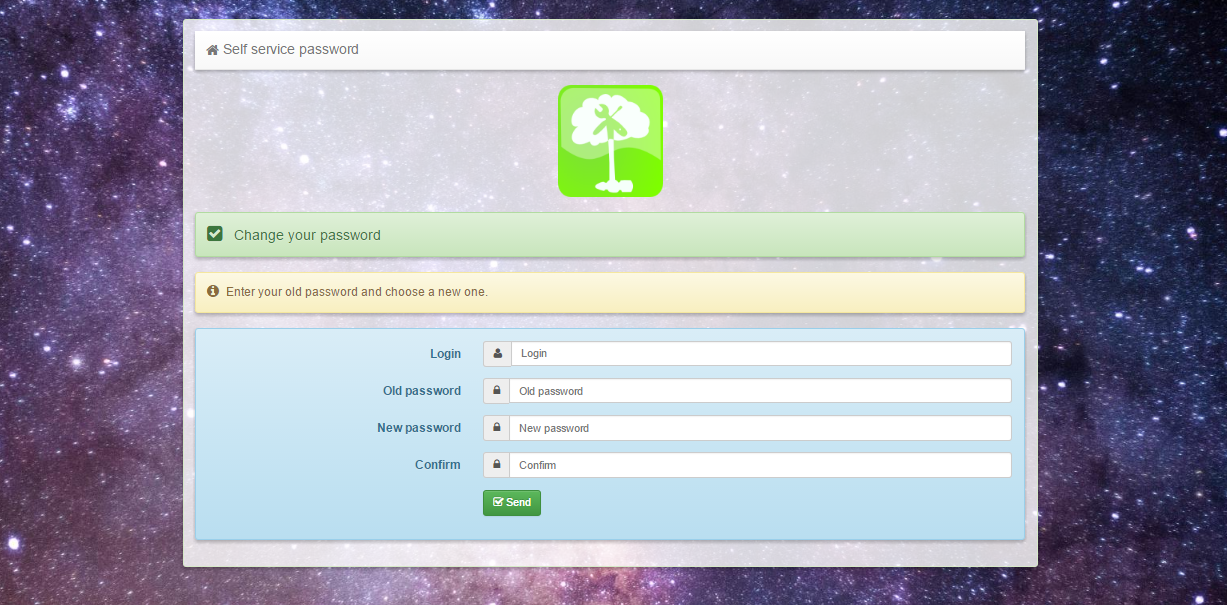 Self service password
Change your password
Enter your old password and choose a new one.
Login Login
Old password Old password
New password New password
Confirm Confirm
Send